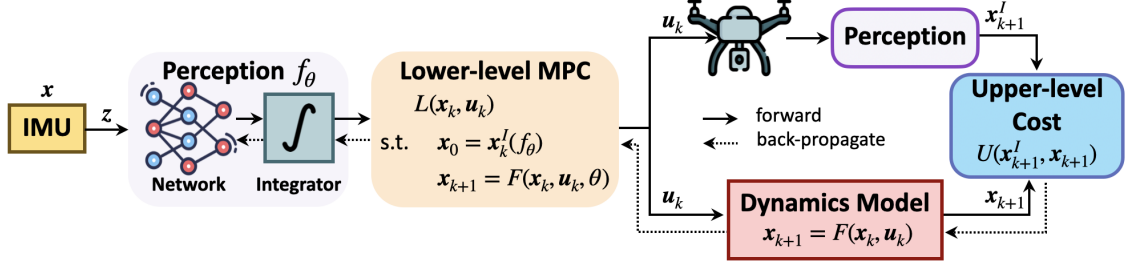 x
IMU
z
Perception f_θ
Network
Integrator
Lower-level MPC
L(x_k, u_k)
s.t. x_0 = x_k^I(f_θ)
x_{k+1} = F(x_k, u_k, θ)
u_k
Perception
x_{k+1}^I
forward
back-propagate
Upper-level
Cost
U(x_{k+1}^I, x_{k+1})
u_k
Dynamics Model
x_{k+1} = F(x_k, u_k)
x_{k+1}